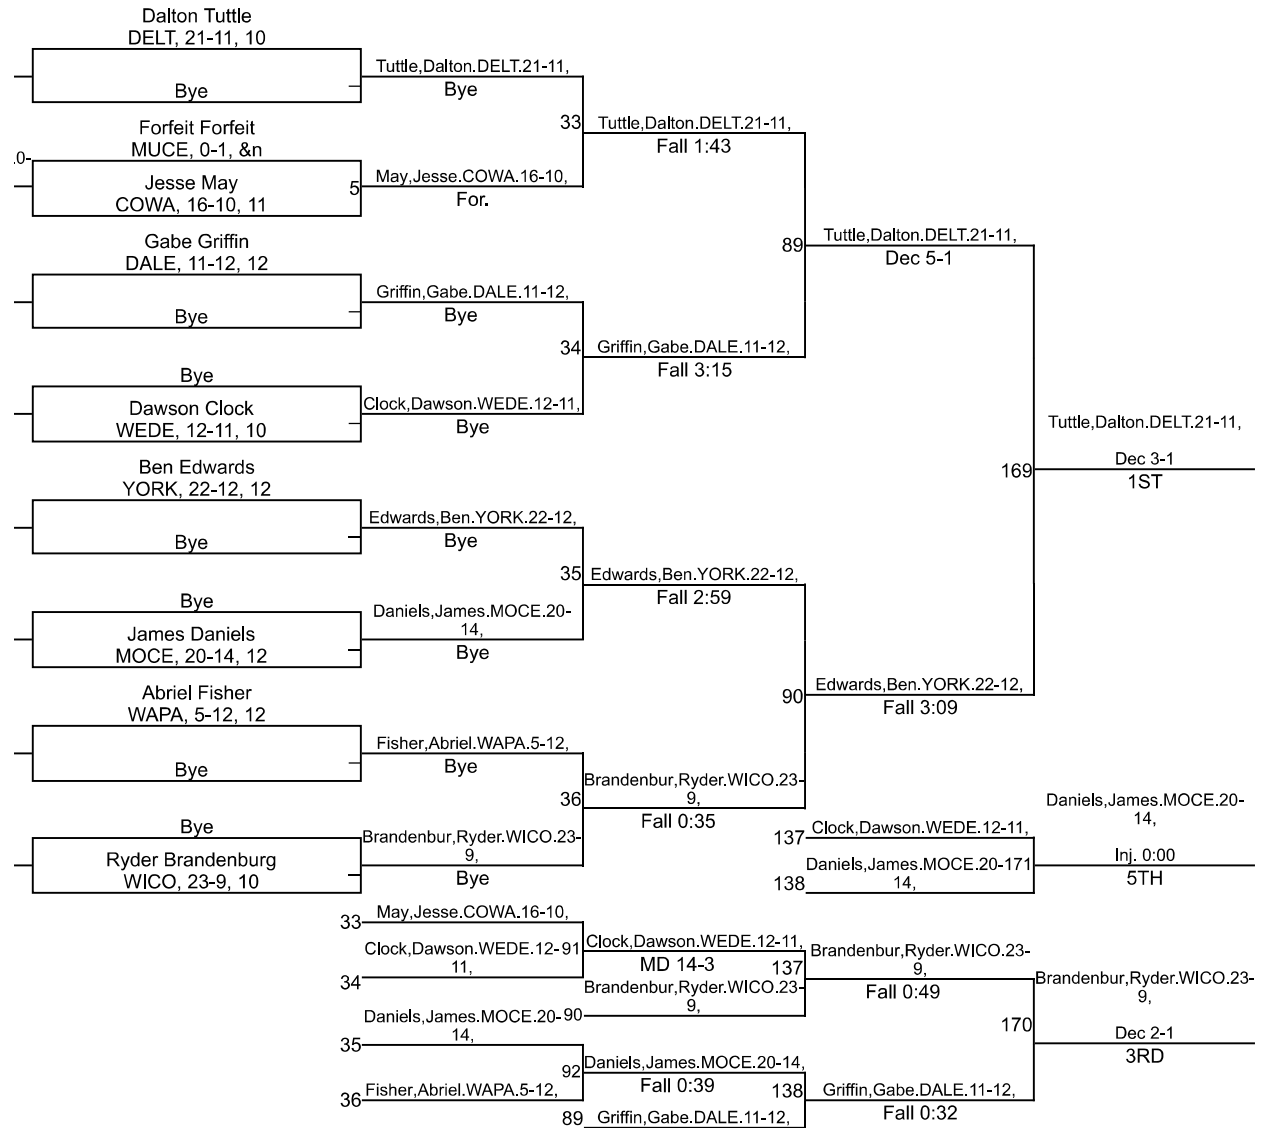 Dalton Tuttle
DELT, 21-11, 10
Bye
Tuttle,Dalton.DELT.21-11,
Bye
Forfeit Forfeit
MUCE, 0-1, &n
.0-
Jesse May
COWA, 16-10, 11
5
May,Jesse.COWA.16-10,
For.
33
Tuttle,Dalton.DELT.21-11,
Fall 1:43
Gabe Griffin
DALE, 11-12, 12
Bye
Griffin,Gabe.DALE.11-12,
Bye
Bye
Dawson Clock
WEDE, 12-11, 10
Clock,Dawson.WEDE.12-11,
Bye
34
Griffin,Gabe.DALE.11-12,
Fall 3:15
89
Tuttle,Dalton.DELT.21-11,
Dec 5-1
Ben Edwards
YORK, 22-12, 12
Bye
Edwards,Ben.YORK.22-12,
Bye
Bye
James Daniels
MOCE, 20-14, 12
Daniels,James.MOCE.20-
14,
Bye
35
Edwards,Ben.YORK.22-12,
Fall 2:59
Abriel Fisher
WAPA, 5-12, 12
Bye
Fisher,Abriel.WAPA.5-12,
Bye
Bye
Ryder Brandenburg
WICO, 23-9, 10
Brandenbur,Ryder.WICO.23-
9,
Bye
36
Brandenbur,Ryder.WICO.23-
9,
Fall 0:35
90
Edwards,Ben.YORK.22-12,
Fall 3:09
169
Tuttle,Dalton.DELT.21-11,
Dec 3-1
1ST
137
Clock,Dawson.WEDE.12-11,
138
Daniels,James.MOCE.20-
14,
171
Daniels,James.MOCE.20-
14,
Inj. 0:00
5TH
33
May,Jesse.COWA.16-10,
34
Clock,Dawson.WEDE.12-
11,
91
Clock,Dawson.WEDE.12-11,
MD 14-3
90
Brandenbur,Ryder.WICO.23-
9,
137
Brandenbur,Ryder.WICO.23-
9,
Fall 0:49
35
Daniels,James.MOCE.20-
14,
36
Fisher,Abriel.WAPA.5-12,
92
Daniels,James.MOCE.20-14,
Fall 0:39
89
Griffin,Gabe.DALE.11-12,
138
Griffin,Gabe.DALE.11-12,
Fall 0:32
170
Brandenbur,Ryder.WICO.23-
9,
Dec 2-1
3RD